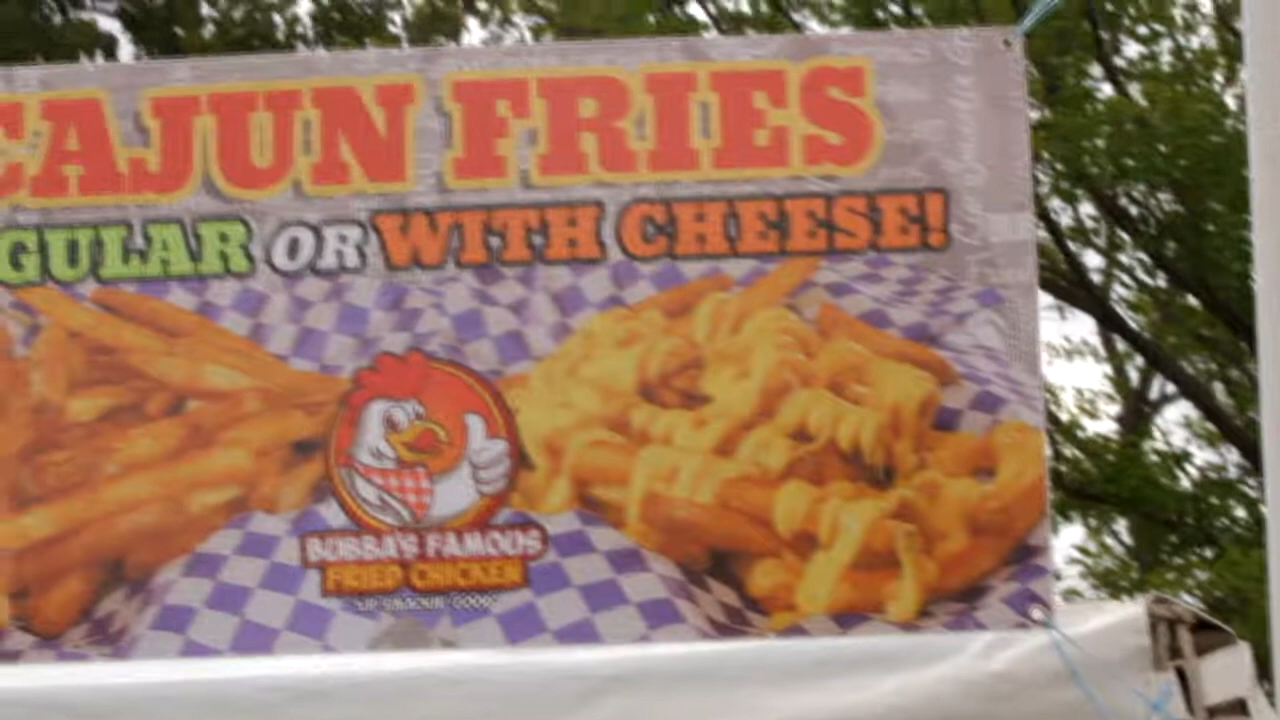 CAJUN FRIES
GULAR OR WITH CHEESE!
BUBBA'S FAMOUS
FRIED CHICKEN